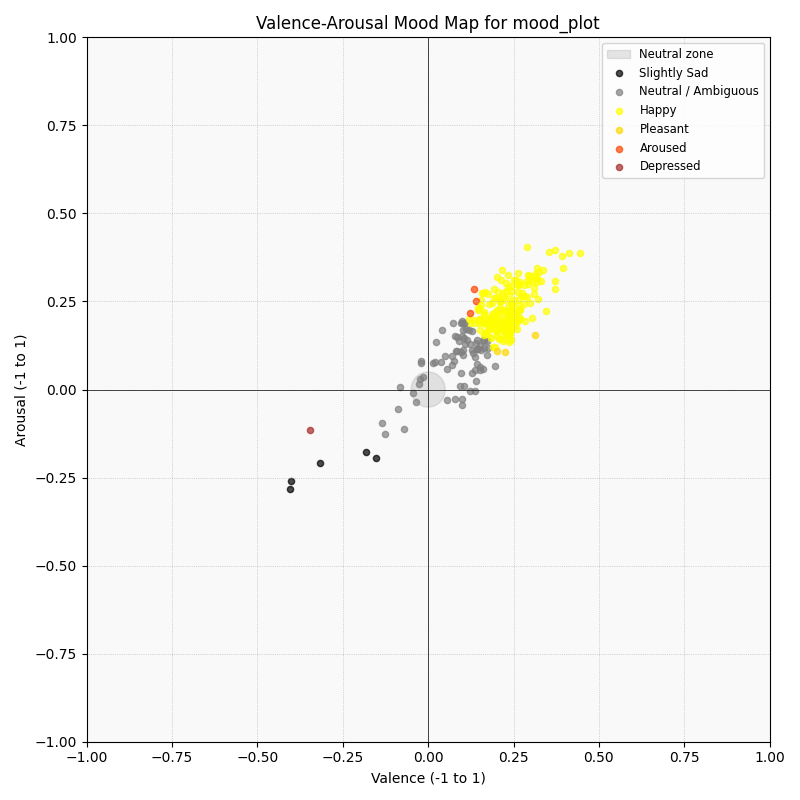 Valence-Arousal Mood Map for mood_plot
1.00
0.75
0.50
0.25
0.00
−0.25
−0.50
−0.75
−1.00
Arousal (-1 to 1)
Neutral zone
Slightly Sad
Neutral / Ambiguous
Happy
Pleasant
Aroused
Depressed
−1.00 −0.75 −0.50 −0.25 0.00 0.25 0.50 0.75 1.00
Valence (-1 to 1)